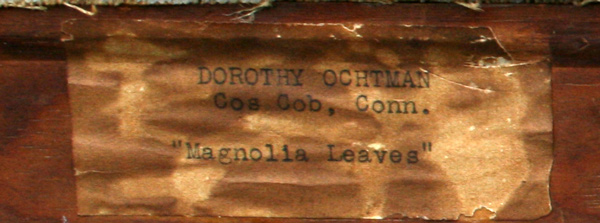 DOROTHY OCHTMAN
Cos Cob, Conn.
"Magnolia Leaves"